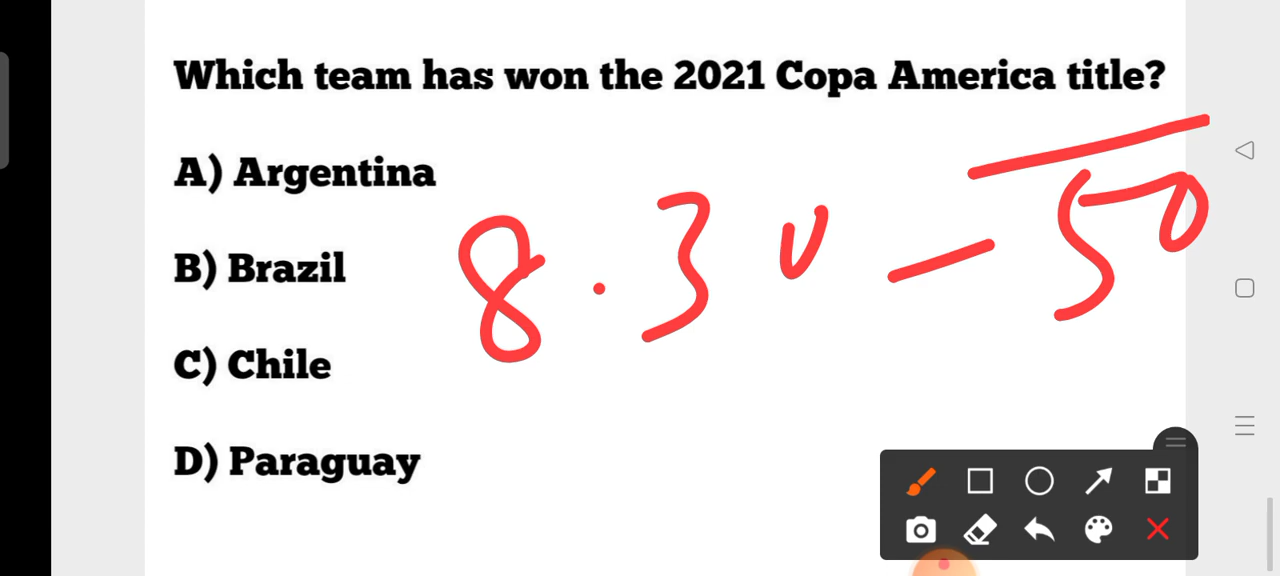 Which team has won the 2021 Copa America title?
A) Argentina
B) Brazil
8.30 - 50
C) Chile
D) Paraguay